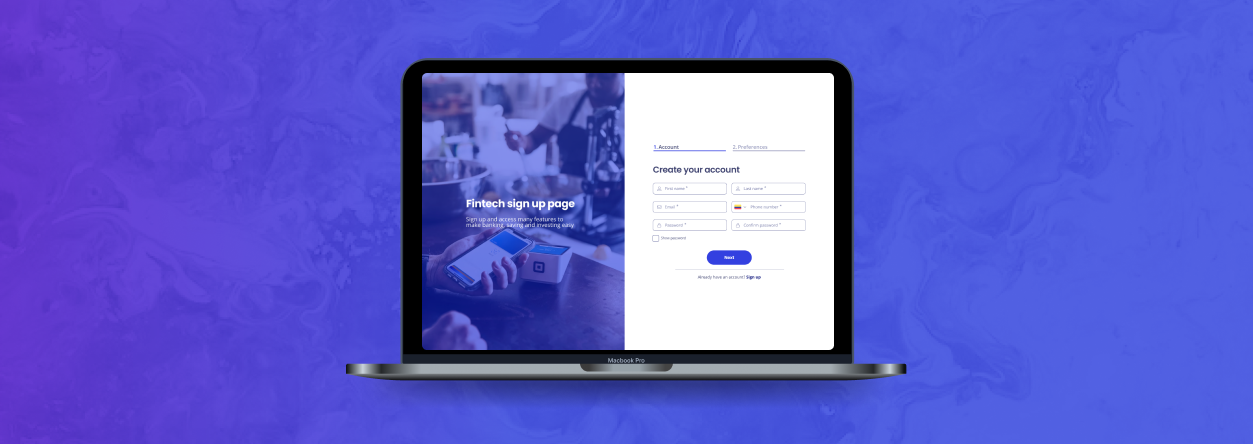 Fintech sign up page
Sign up and access many features to
make banking, saving and investing easy.
1. Account
2. Preferences
Create your account
First name *
Last name *
Email *
Phone number *
Password *
Confirm password *
Show password
Next
Already have an account? Sign up
Macbook Pro